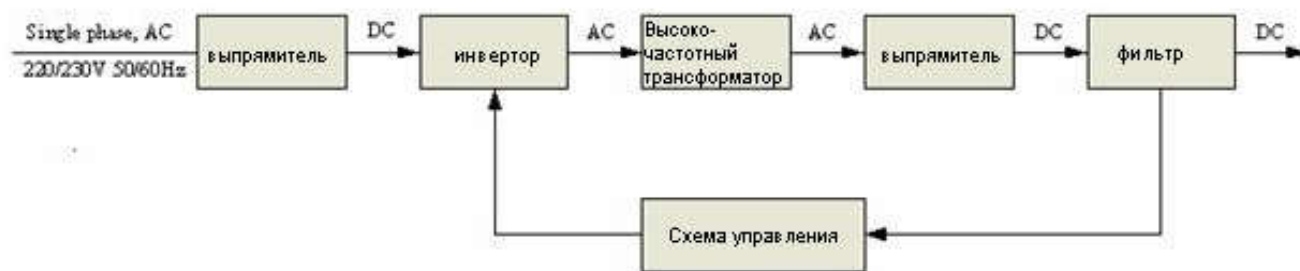 Single phase, AC
220/230V 50/60Hz
выпрямитель
DC
инвертор
AC
Высоко-
частотный
трансформатор
AC
выпрямитель
DC
фильтр
DC
Схема управления